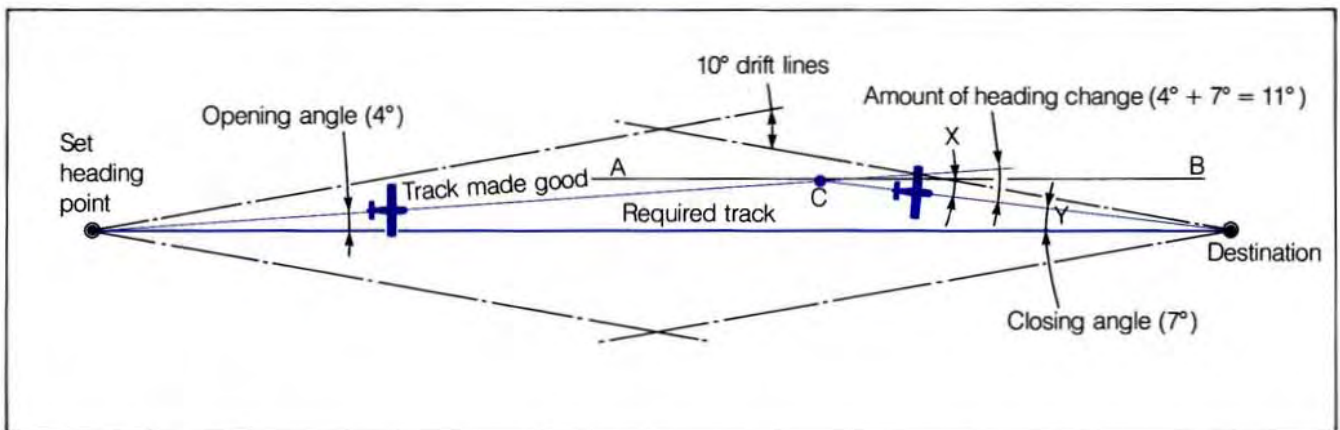 10° drift lines
Opening angle (4°)
Amount of heading change (4° + 7° = 11°)
Set
heading
point
X
A
B
Track made good
C
Required track
Y
Destination
Closing angle (7°)